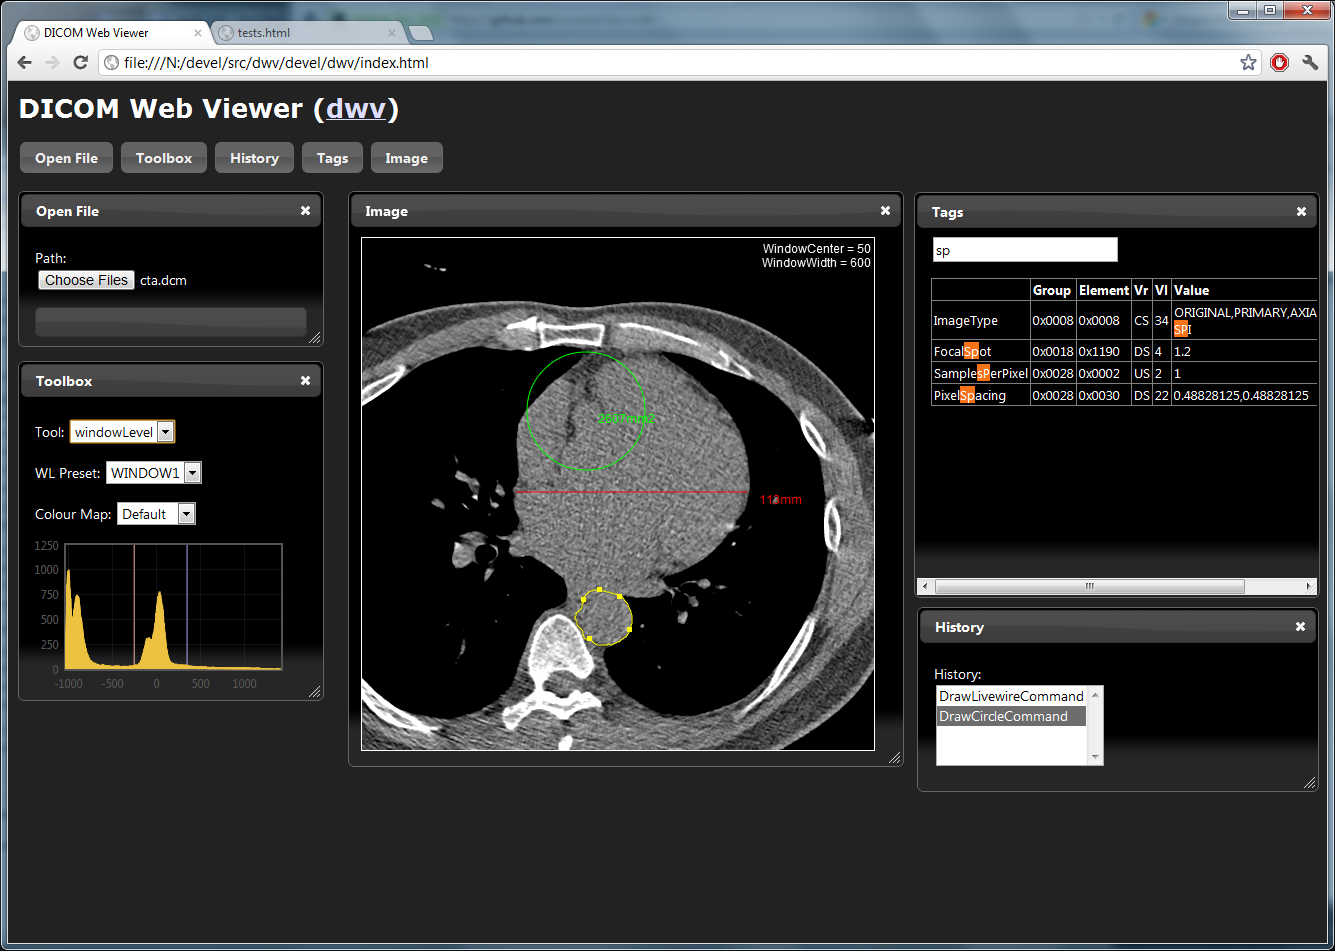 DICOM Web Viewer
tests.html
file:///N:/devel/src/dwv/devel/dwv/index.html
DICOM Web Viewer (dwv)
Open File Toolbox History Tags Image
Open File
Path:
Choose Files cta.dcm
Toolbox
Tool: windowLevel
WL Preset: WINDOW1
Colour Map: Default
1250
1000
750
500
250
0
-1000 -500 0 500 1000
Image
WindowCenter = 50
WindowWidth = 600
Tags
sp
Group Element Vr Vl Value
ImageType 0x0008 0x0008 CS 34 ORIGINAL,PRIMARY,AXIA
SPI
FocalSpot 0x0018 0x1190 DS 4 1.2
SamplesPerPixel 0x0028 0x0002 US 2 1
PixelSpacing 0x0028 0x0030 DS 22 0.48828125,0.48828125
History
History:
DrawLivewireCommand
DrawCircleCommand